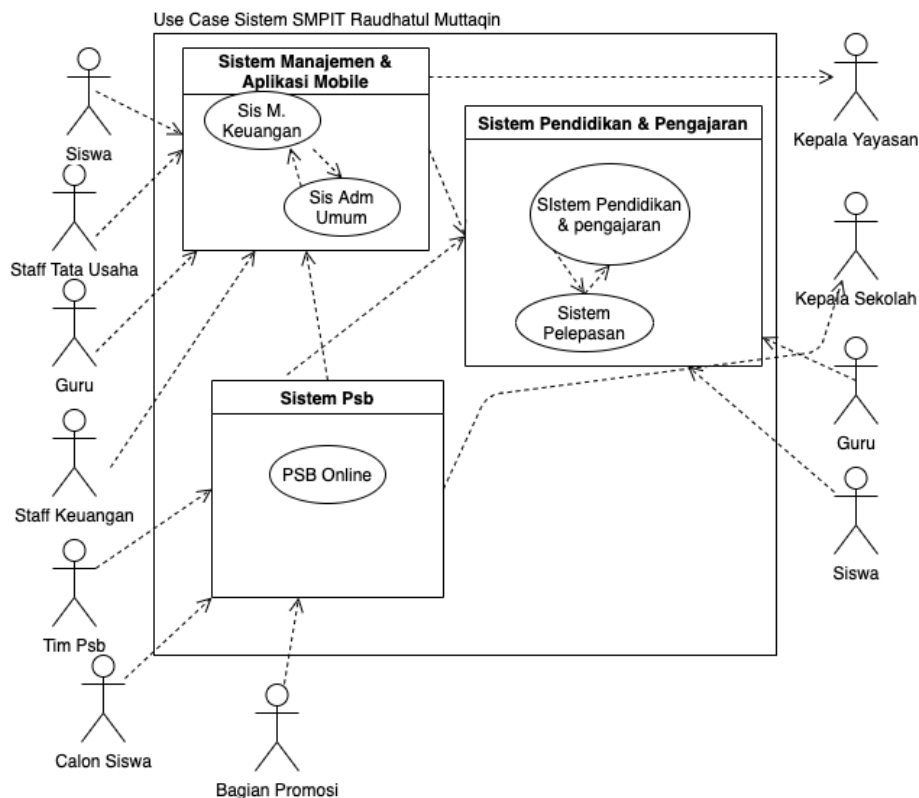 Use Case Sistem SMPIT Raudhatul Muttaqin
Sistem Manajemen &
Aplikasi Mobile
Sis M.
Keuangan
Sis Adm
Umum
Sistem Pendidikan & Pengajaran
SIstem Pendidikan
& pengajaran
Sistem
Pelepasan
Sistem Psb
PSB Online
Siswa
Staff Tata Usaha
Guru
Staff Keuangan
Tim Psb
Calon Siswa
Bagian Promosi
Kepala Yayasan
Kepala Sekolah
Guru
Siswa